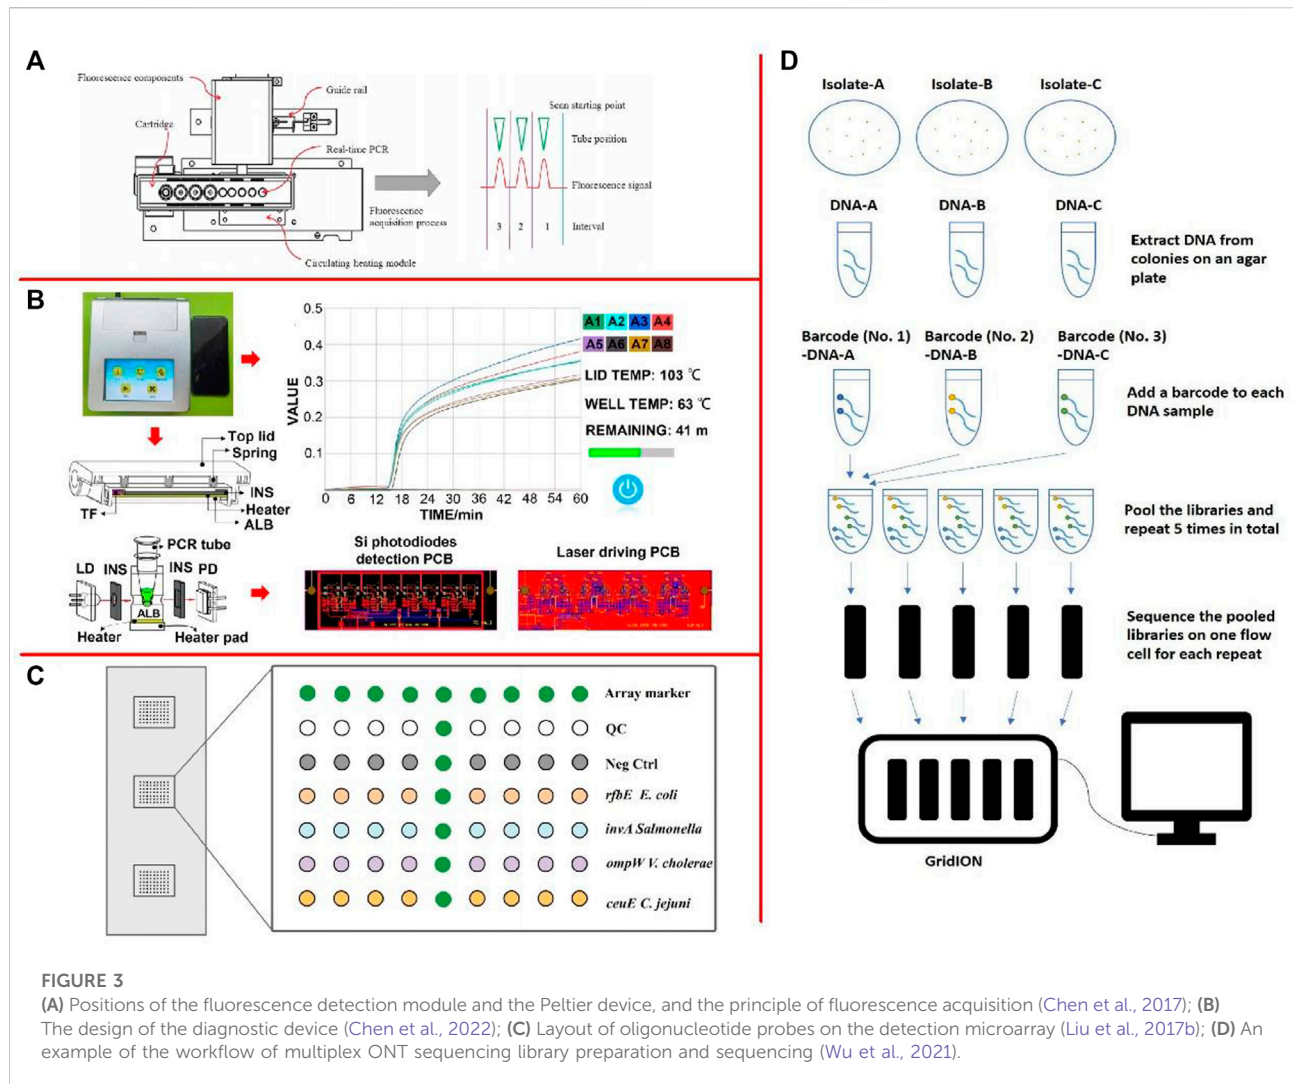 A
Fluorescence components
Guide rail
Cartridge
Real-time PCR
Circulating heating module
Fluorescence
acquisition process
Scan starting point
Tube position
Fluorescence signal
3 2 1 Interval
B
0.5
0.4
0.3
0.2
0.1
VALUE
0 6 12 18 24 30 36 42 48 54 60
TIME/min
A1 A2 A3 A4
A5 A6 A7 A8
LID TEMP: 103 ℃
WELL TEMP: 63 ℃
REMAINING: 41 m
Top lid
Spring
INS
Heater
ALB
TF
PCR tube
LD INS INS PD
ALB
Heater Heater pad
Si photodiodes
detection PCB
Laser driving PCB
C
Array marker
QC
Neg Ctrl
rfbE E. coli
invA Salmonella
ompW V. cholerae
ceuE C. jejuni
D
Isolate-A Isolate-B Isolate-C
DNA-A DNA-B DNA-C
Extract DNA from
colonies on an agar
plate
Barcode (No. 1) Barcode (No. 2) Barcode (No. 3)
-DNA-A -DNA-B -DNA-C
Add a barcode to each
DNA sample
Pool the libraries and
repeat 5 times in total
Sequence the pooled
libraries on one flow
cell for each repeat
GridION
FIGURE 3
(A) Positions of the fluorescence detection module and the Peltier device, and the principle of fluorescence acquisition (Chen et al., 2017); (B)
The design of the diagnostic device (Chen et al., 2022); (C) Layout of oligonucleotide probes on the detection microarray (Liu et al., 2017b); (D) An
example of the workflow of multiplex ONT sequencing library preparation and sequencing (Wu et al., 2021).